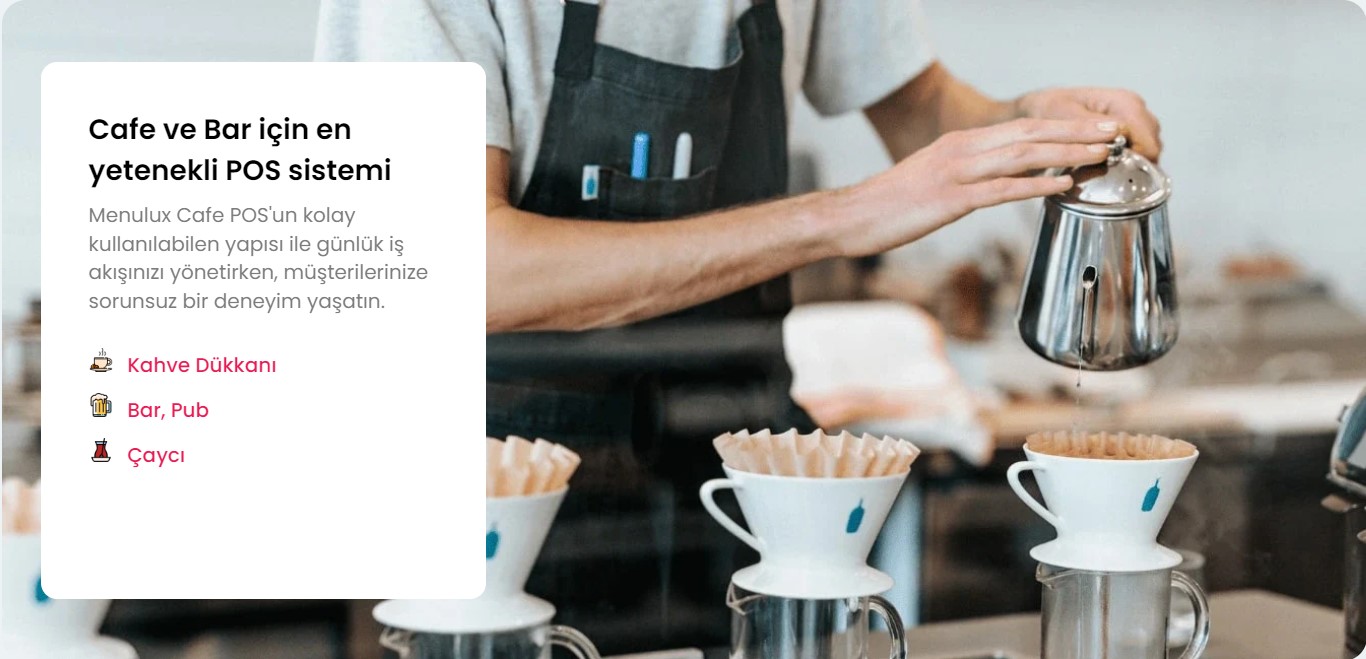 Cafe ve Bar için en
yetenekli POS sistemi
Menulux Cafe POS'un kolay
kullanılabilen yapısı ile günlük iş
akışınızı yönetirken, müşterilerinize
sorunsuz bir deneyim yaşatın.
Kahve Dükkanı
Bar, Pub
Çaycı